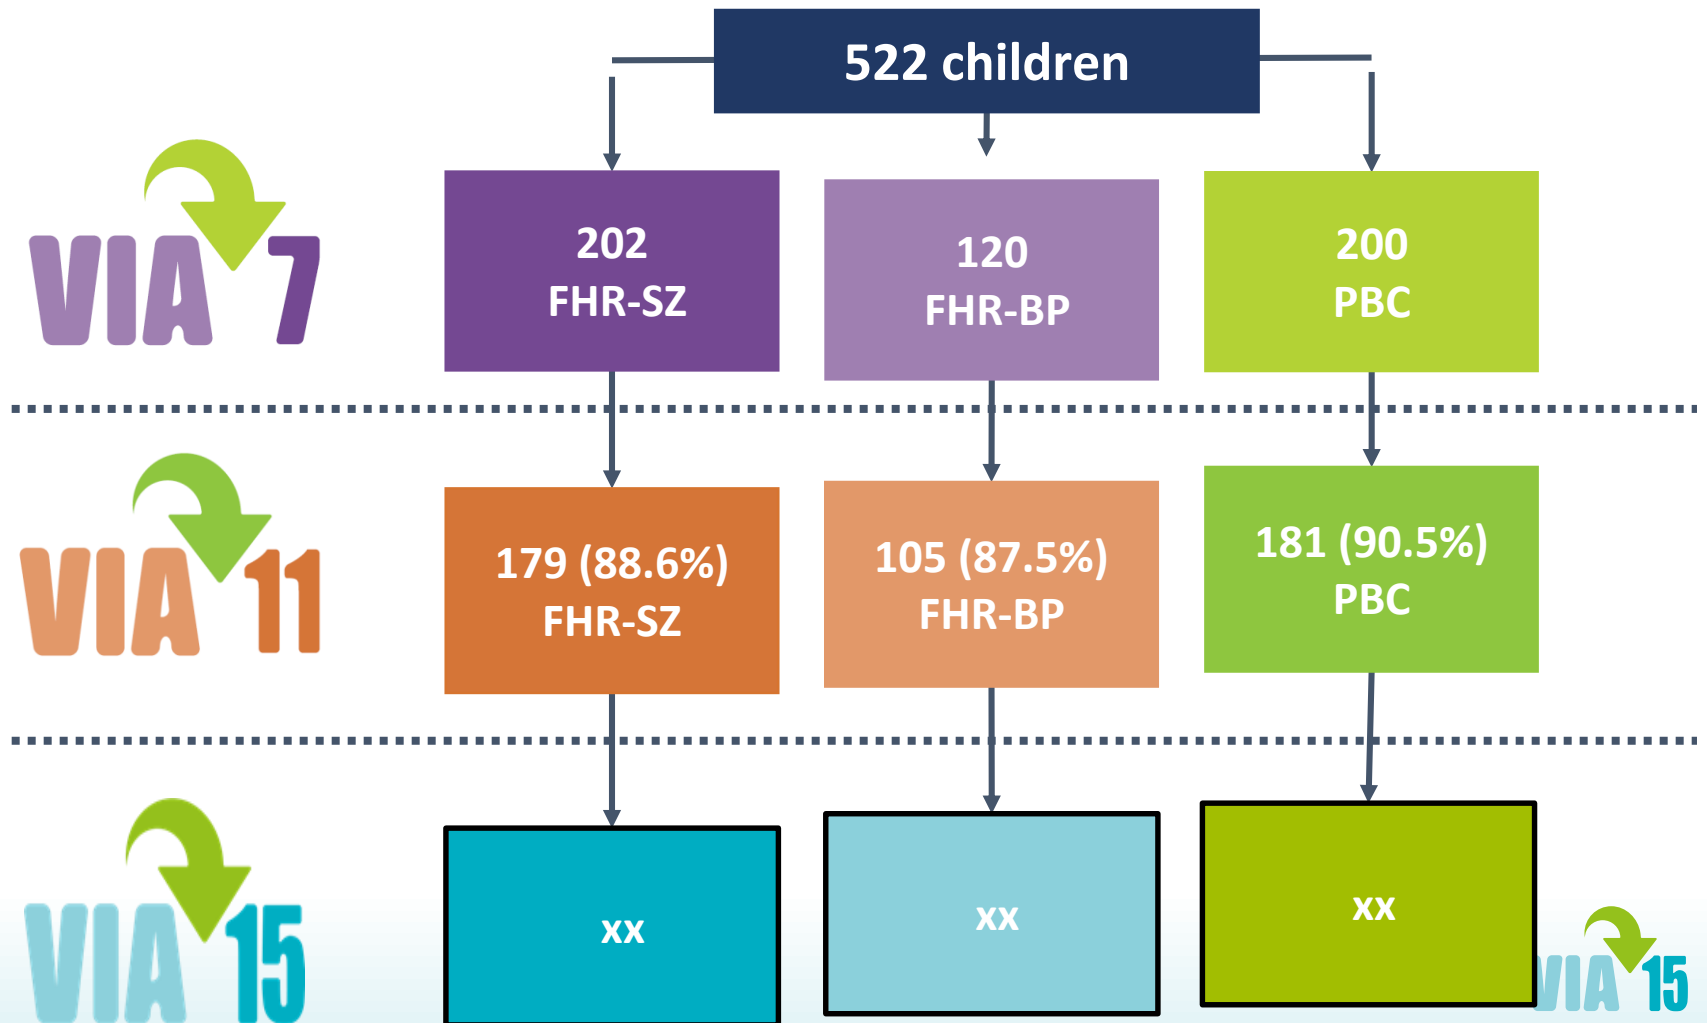 522 children
VIA 7
202
FHR-SZ
120
FHR-BP
200
PBC
VIA 11
179 (88.6%)
FHR-SZ
105 (87.5%)
FHR-BP
181 (90.5%)
PBC
VIA 15
xx
xx
xx
VIA 15